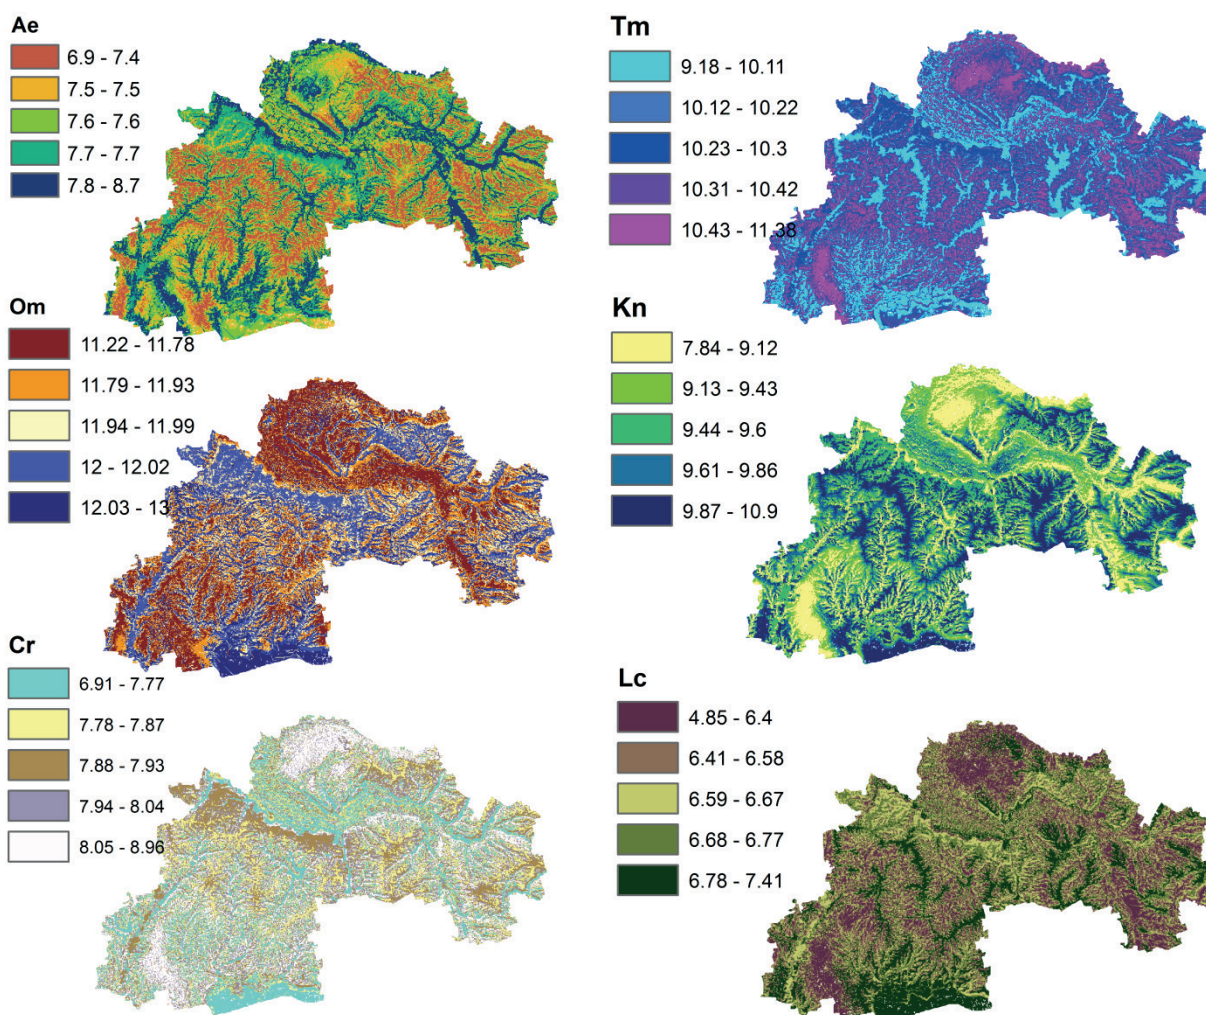 Ae
6.9 - 7.4
7.5 - 7.5
7.6 - 7.6
7.7 - 7.7
7.8 - 8.7
Tm
9.18 - 10.11
10.12 - 10.22
10.23 - 10.3
10.31 - 10.42
10.43 - 11.38
Om
11.22 - 11.78
11.79 - 11.93
11.94 - 11.99
12 - 12.02
12.03 - 13
Kn
7.84 - 9.12
9.13 - 9.43
9.44 - 9.6
9.61 - 9.86
9.87 - 10.9
Cr
6.91 - 7.77
7.78 - 7.87
7.88 - 7.93
7.94 - 8.04
8.05 - 8.96
Lc
4.85 - 6.4
6.41 - 6.58
6.59 - 6.67
6.68 - 6.77
6.78 - 7.41